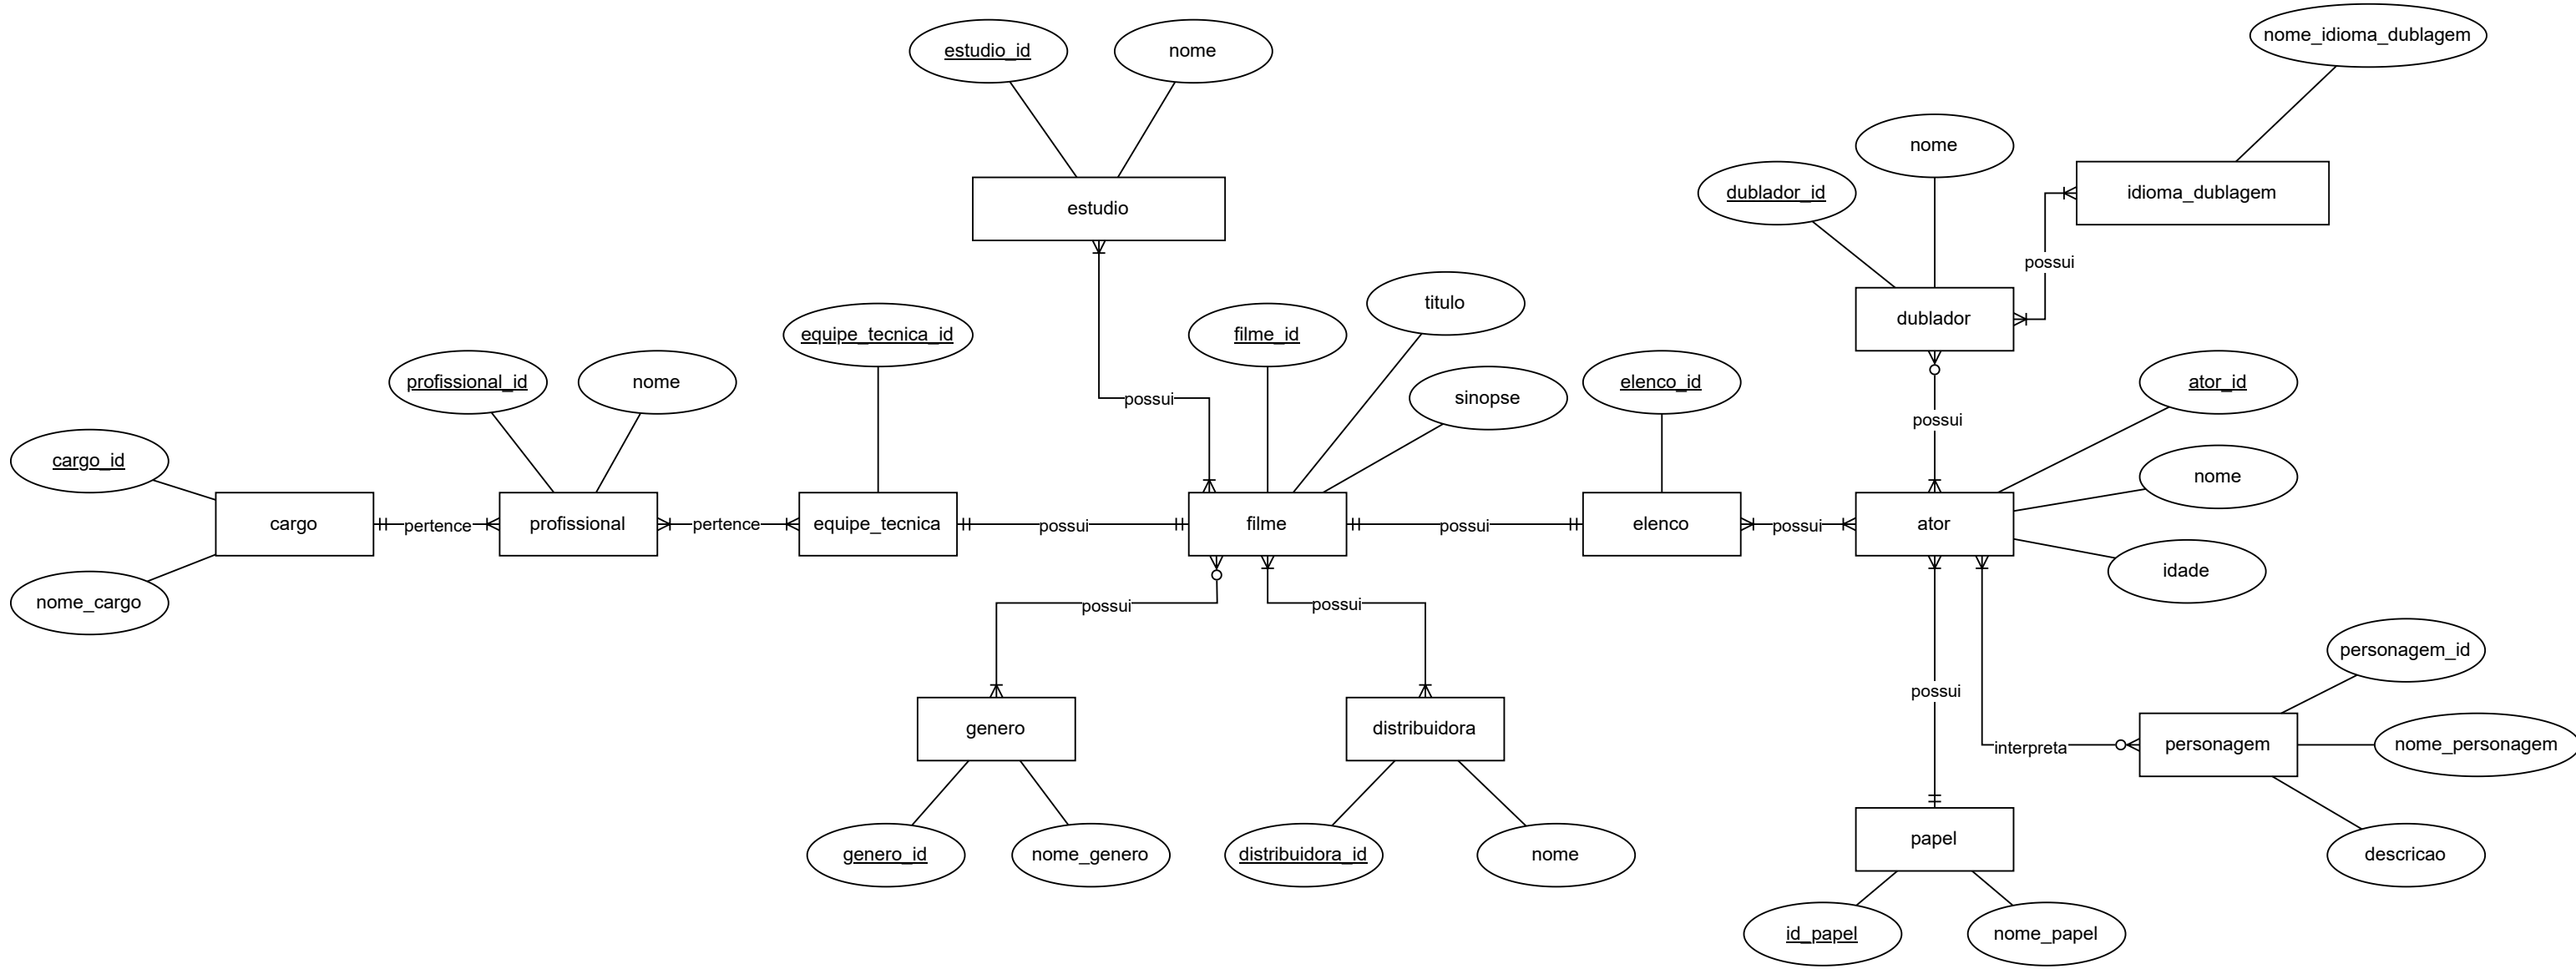 nome_idioma_dublagem
estudio_id
nome
nome
dublador_id
idioma_dublagem
estudio
possui
titulo
dublador
equipe_tecnica_id
filme_id
profissional_id
nome
sinopse
elenco_id
ator_id
possui
possui
cargo_id
nome
cargo
pertence
profissional
pertence
equipe_tecnica
possui
filme
possui
elenco
possui
ator
idade
nome_cargo
possui
possui
personagem_id
possui
genero
distribuidora
interpreta
personagem
nome_personagem
papel
genero_id
nome_genero
distribuidora_id
nome
descricao
id_papel
nome_papel